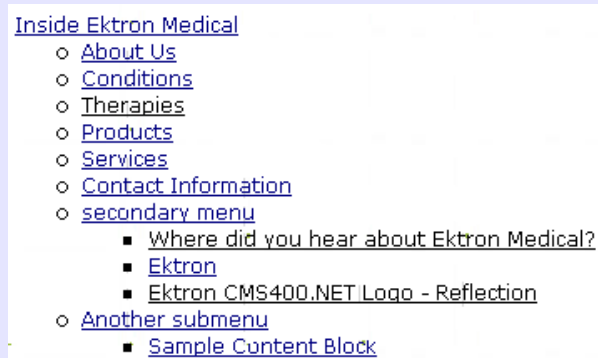 Inside Ektron Medical
About Us
Conditions
Therapies
Products
Services
Contact Information
secondary menu
Where did you hear about Ektron Medical?
Ektron
Ektron CMS400.NET Logo - Reflection
Another submenu
Sample Content Block